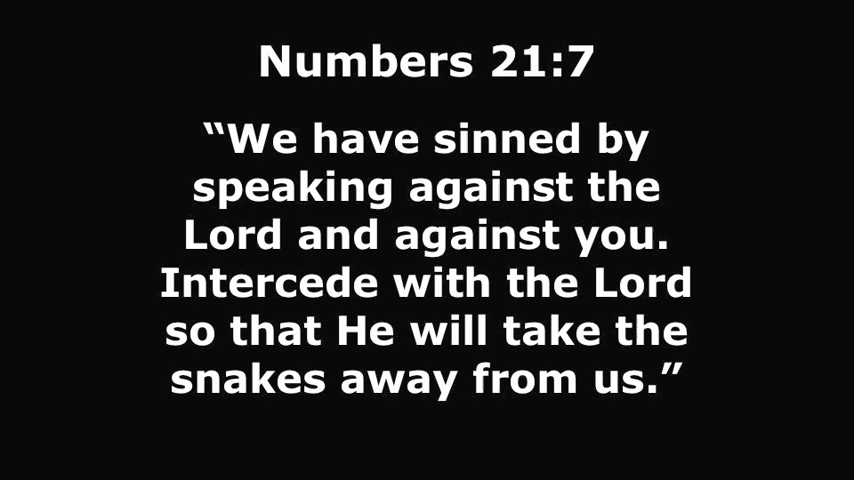 Numbers 21:7
“We have sinned by
speaking against the
Lord and against you.
Intercede with the Lord
so that He will take the
snakes away from us.”